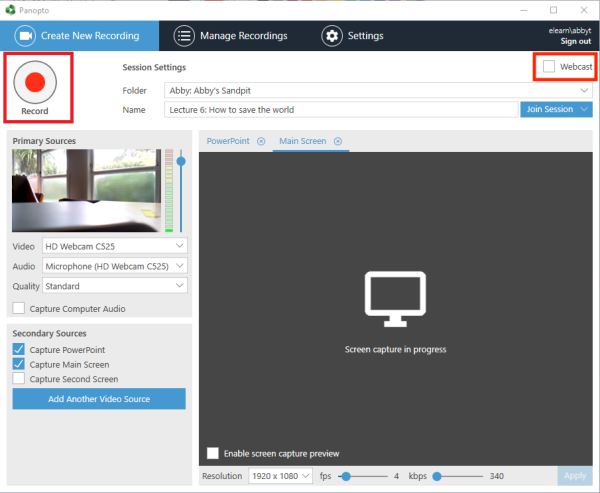 Panopto
Create New Recording
Manage Recordings
Settings
elearn\abbyt
Sign out
Record
Session Settings
Webcast
Folder
Abby: Abby's Sandpit
Name
Lecture 6: How to save the world
Join Session
Primary Sources
Video
HD Webcam C525
Audio
Microphone (HD Webcam C525)
Quality
Standard
Capture Computer Audio
Secondary Sources
Capture PowerPoint
Capture Main Screen
Capture Second Screen
Add Another Video Source
PowerPoint
Main Screen
Screen capture in progress
Enable screen capture preview
Resolution 1920 x 1080 fps 4 kbps 340 Apply